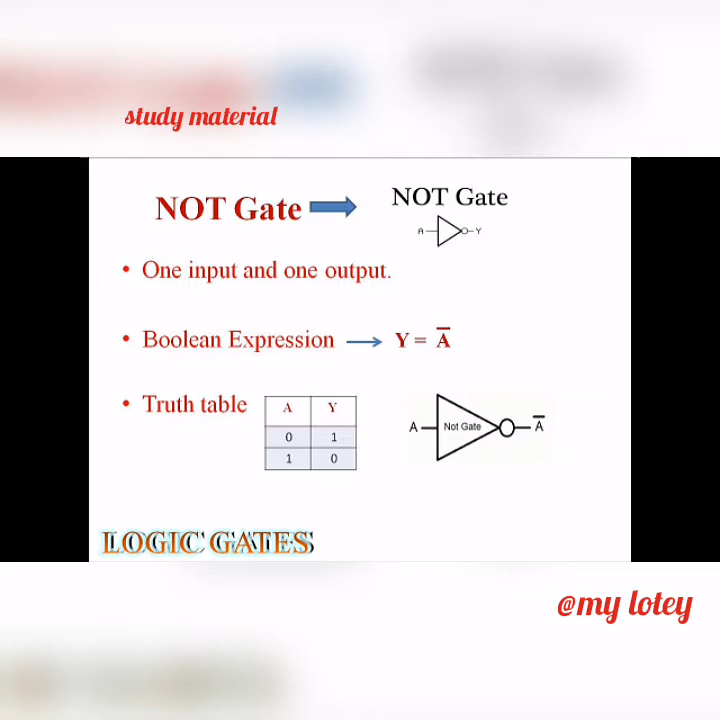 study material
NOT Gate
NOT Gate
A Y
• One input and one output.
• Boolean Expression → Y = A̅
• Truth table
A Y
0 1
1 0
A Not Gate A̅
LOGIC GATES
@my lotey